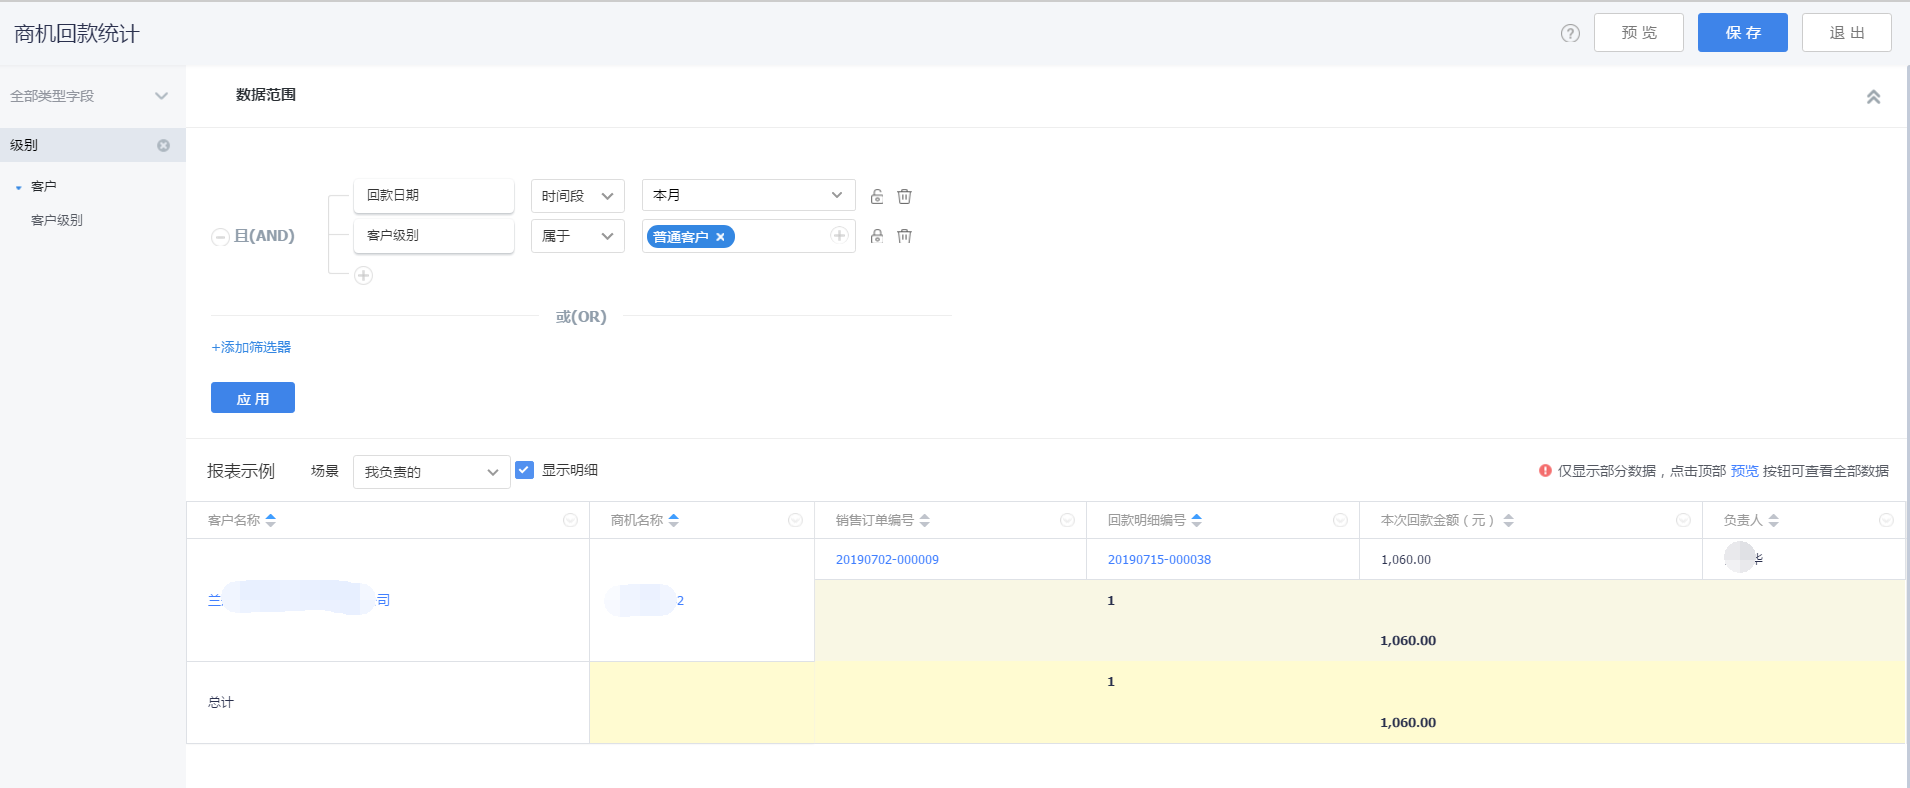 商机回款统计
预 览
保 存
退 出
全部类型字段
级别
客户
客户级别
数据范围
且(AND)
回款日期
时间段
本月
客户级别
属于
普通客户
或(OR)
+添加筛选器
应 用
报表示例
场景
我负责的
显示明细
仅显示部分数据，点击顶部 预览 按钮可查看全部数据
客户名称
商机名称
销售订单编号
回款明细编号
本次回款金额（元）
负责人
20190702-000009
20190715-000038
1,060.00
华
兰
司
2
1
1,060.00
总计
1
1,060.00